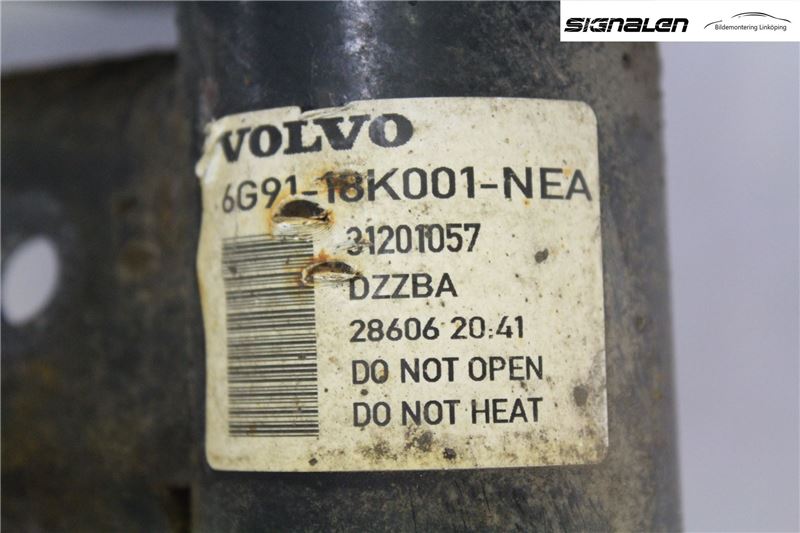 SIGNALEN
Bildemontering Linköping
VOLVO
6G91-18K001-NEA
31201057
DZZBA
28606 20:41
DO NOT OPEN
DO NOT HEAT